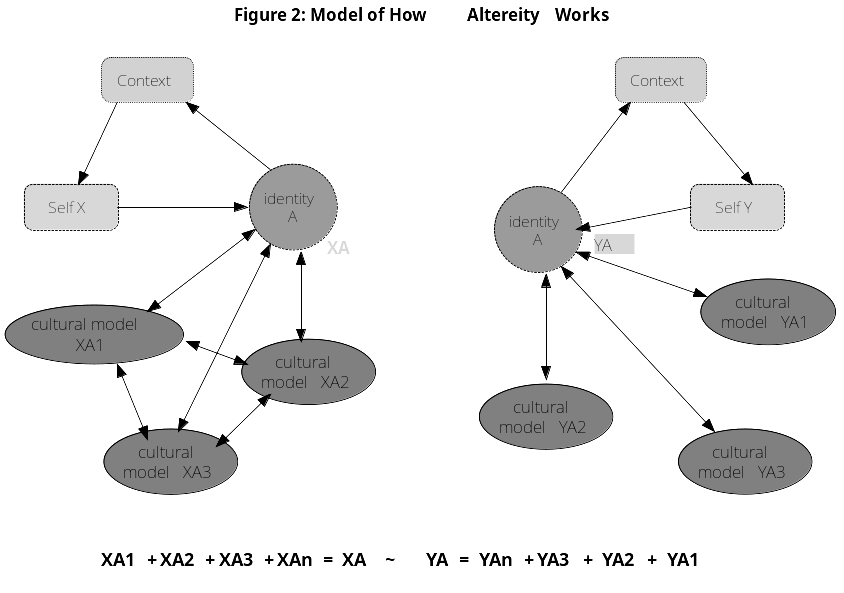 Figure 2: Model of How Altereity Works
Context
Context
Self X
identity
A
XA
Self Y
identity
A
YA
cultural model
XA1
cultural
model XA2
cultural
model XA3
cultural
model YA1
cultural
model YA2
cultural
model YA3
XA1 + XA2 + XA3 + XAn = XA ~ YA = YAn + YA3 + YA2 + YA1